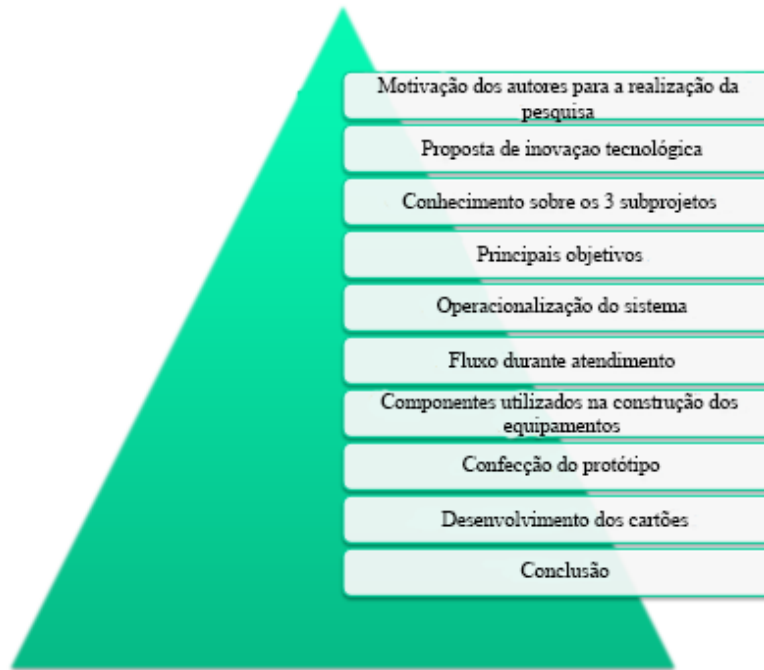 Motivação dos autores para a realização da
pesquisa
Proposta de inovaçao tecnológica
Conhecimento sobre os 3 subprojetos
Principais objetivos
Operacionalização do sistema
Fluxo durante atendimento
Componentes utilizados na construção dos
equipamentos
Confecção do protótipo
Desenvolvimento dos cartões
Conclusão